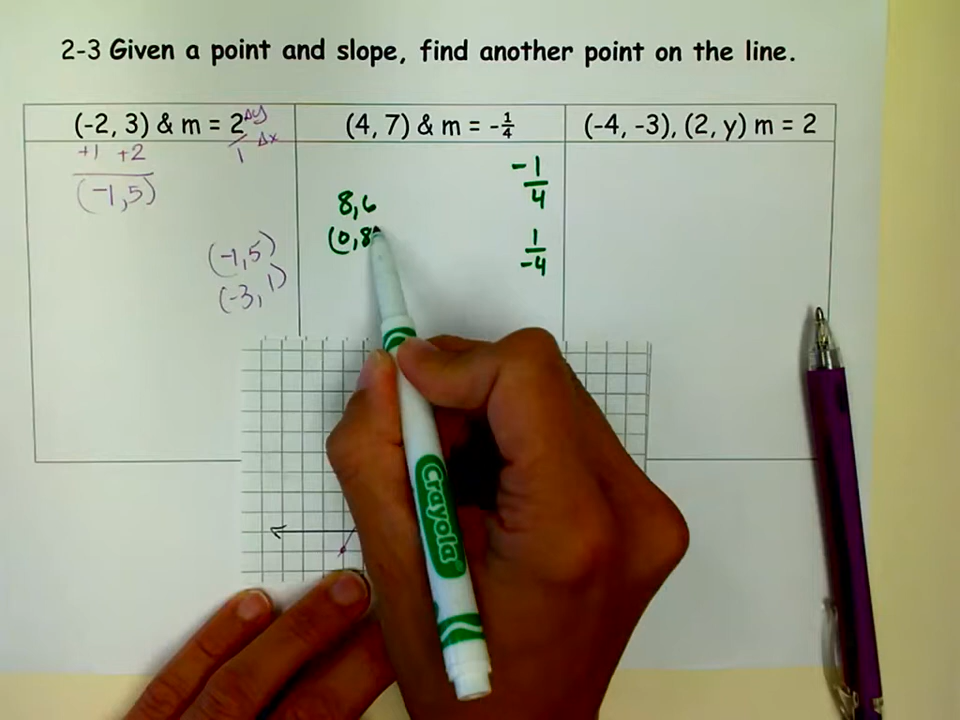 2-3 Given a point and slope, find another point on the line.
(-2, 3) & m = 2/1 Δy Δx
+1 +2
(-1,5)
(-1,5)
(-3, 1)
(4, 7) & m = -1/4
-1/4
8,6
(0,8)
1/-4
(-4, -3), (2, y) m = 2
Crayola